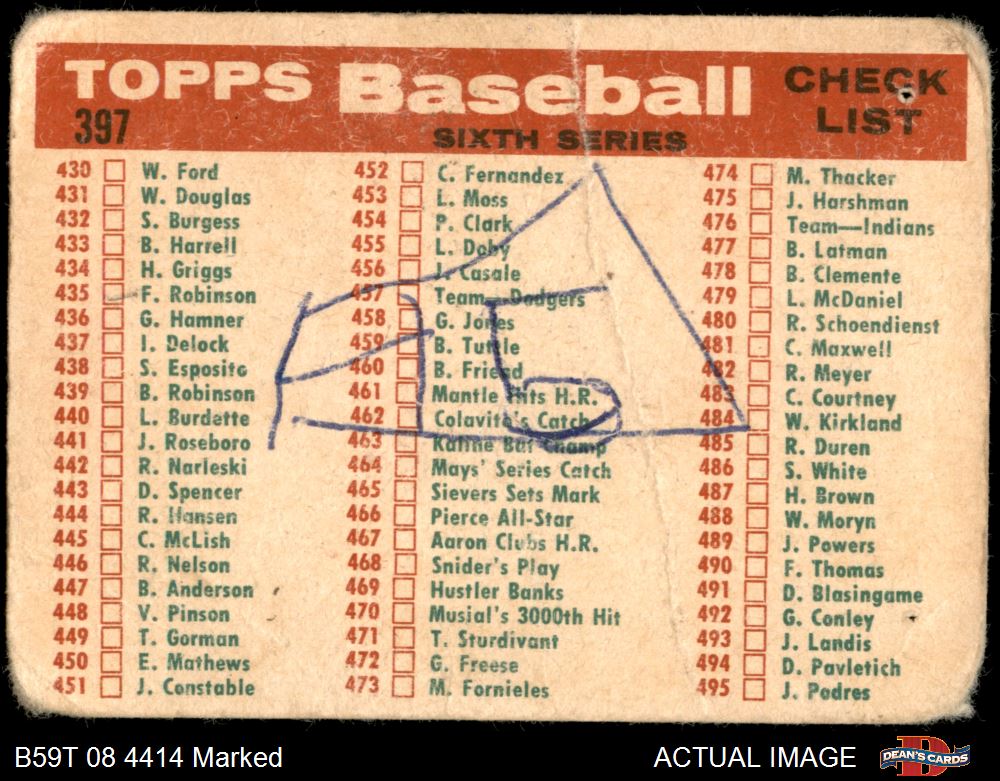 TOPPS Baseball CHECK LIST
397 SIXTH SERIES
430 W. Ford
431 W. Douglas
432 S. Burgess
433 B. Harrell
434 H. Griggs
435 F. Robinson
436 G. Hamner
437 I. Delock
438 S. Esposito
439 B. Robinson
440 L. Burdette
441 J. Roseboro
442 R. Narleski
443 D. Spencer
444 R. Hansen
445 C. McLish
446 R. Nelson
447 B. Anderson
448 V. Pinson
449 T. Gorman
450 E. Mathews
451 J. Constable
452 C. Fernandez
453 L. Moss
454 P. Clark
455 L. Doby
456 J. Casale
457 Team—Dodgers
458 G. Jones
459 B. Tuttle
460 B. Friend
461 Mantle Hits H.R.
462 Colavito's Catch
463 Kaline Bat Champ
464 Mays' Series Catch
465 Sievers Sets Mark
466 Pierce All-Star
467 Aaron Clubs H.R.
468 Snider's Play
469 Hustler Banks
470 Musial's 3000th Hit
471 T. Sturdivant
472 G. Freese
473 M. Fornieles
474 M. Thacker
475 J. Harshman
476 Team—Indians
477 B. Latman
478 B. Clemente
479 L. McDaniel
480 R. Schoendienst
481 C. Maxwell
482 R. Meyer
483 C. Courtney
484 W. Kirkland
485 R. Duren
486 S. White
487 H. Brown
488 W. Moryn
489 J. Powers
490 F. Thomas
491 D. Blasingame
492 G. Conley
493 J. Landis
494 D. Pavletich
495 J. Podres
B59T 08 4414 Marked
ACTUAL IMAGE
DEAN'S CARDS